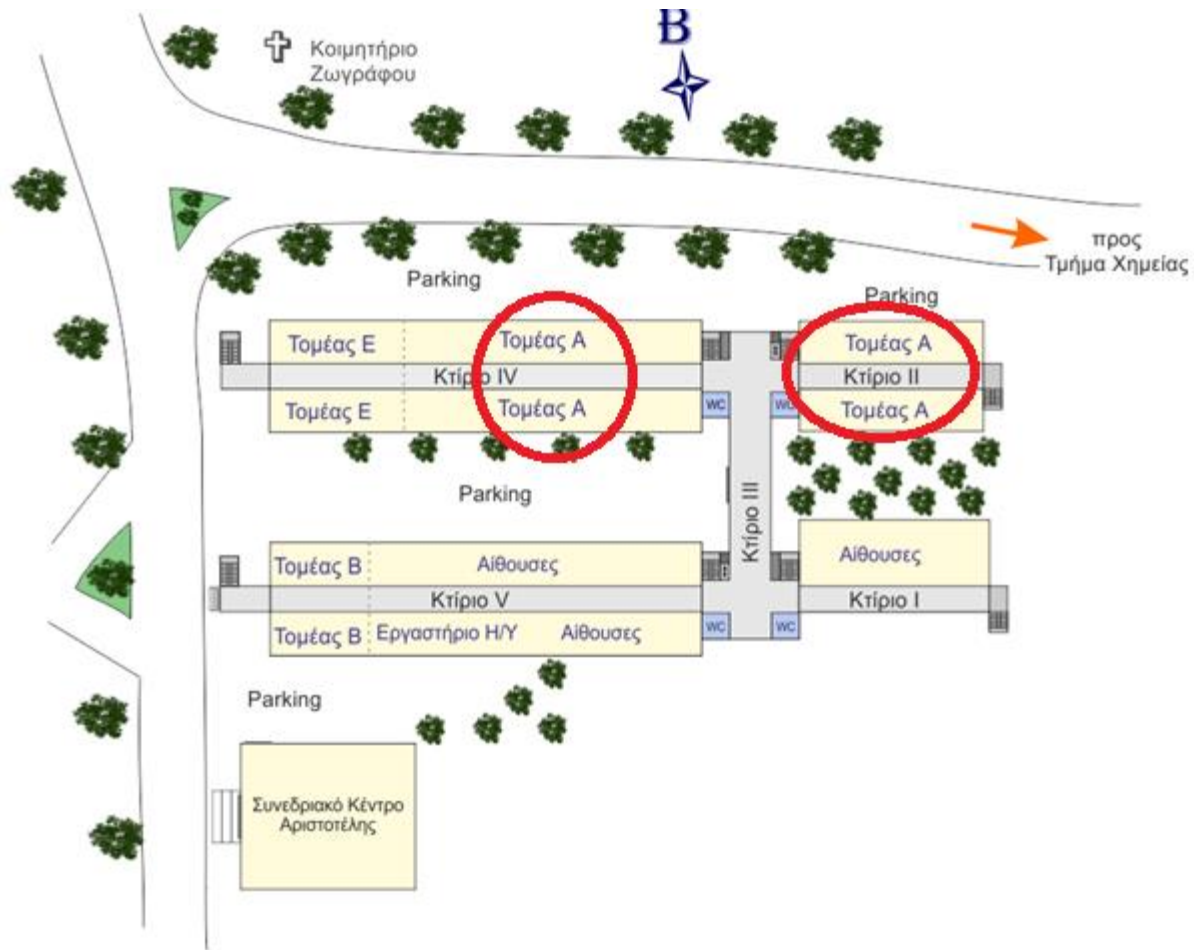 Β
Κοιμητήριο
Ζωγράφου
προς
Τμήμα Χημείας
Parking
Parking
Τομέας Ε
Τομέας Α
Τομέας Α
Κτίριο IV
Κτίριο II
Τομέας Ε
Τομέας Α
WC
WC
Τομέας Α
Parking
Κτίριο III
Τομέας Β
Αίθουσες
Αίθουσες
Κτίριο V
Κτίριο I
Τομέας Β
Εργαστήριο Η/Υ
Αίθουσες
WC
WC
Parking
Συνεδριακό Κέντρο
Αριστοτέλης